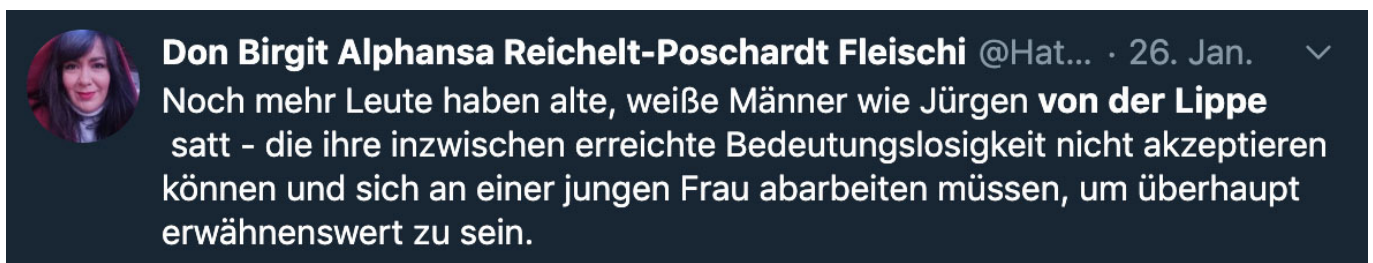 Don Birgit Alphansa Reichelt-Poschardt Fleischi @Hat... · 26. Jan.
Noch mehr Leute haben alte, weiße Männer wie Jürgen von der Lippe
satt - die ihre inzwischen erreichte Bedeutungslosigkeit nicht akzeptieren
können und sich an einer jungen Frau abarbeiten müssen, um überhaupt
erwähnenswert zu sein.